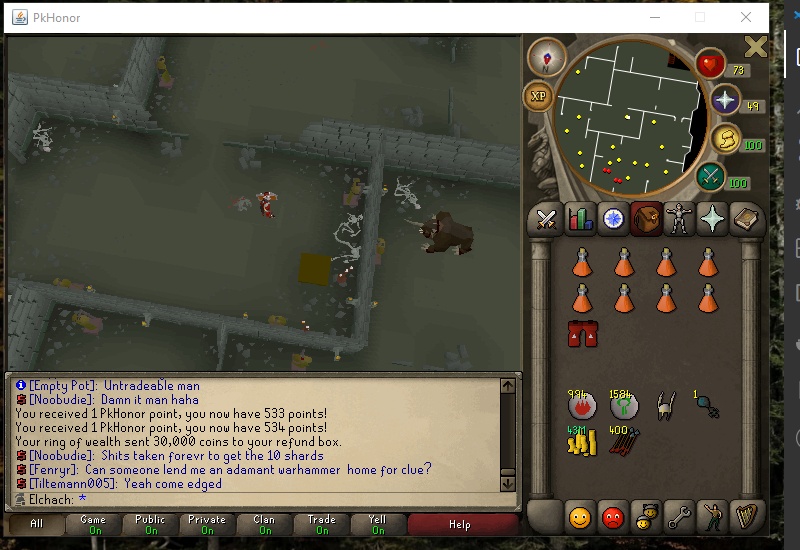 PkHonor
73
XP
49
100
100
[Empty Pot]: Untradeable man
[Noobudie]: Damn it man haha
You received 1 PkHonor point, you now have 533 points!
You received 1 PkHonor point, you now have 534 points!
Your ring of wealth sent 30,000 coins to your refund box.
[Noobudie]: Shits taken forevr to get the 10 shards
[Fenryr]: Can someone lend me an adamant warhammer home for clue?
[Tiltemann005]: Yeah come edged
Elchach: *
994 1584 1
43M 400
All Game Public Private Clan Trade Yell Help
On On On On On On